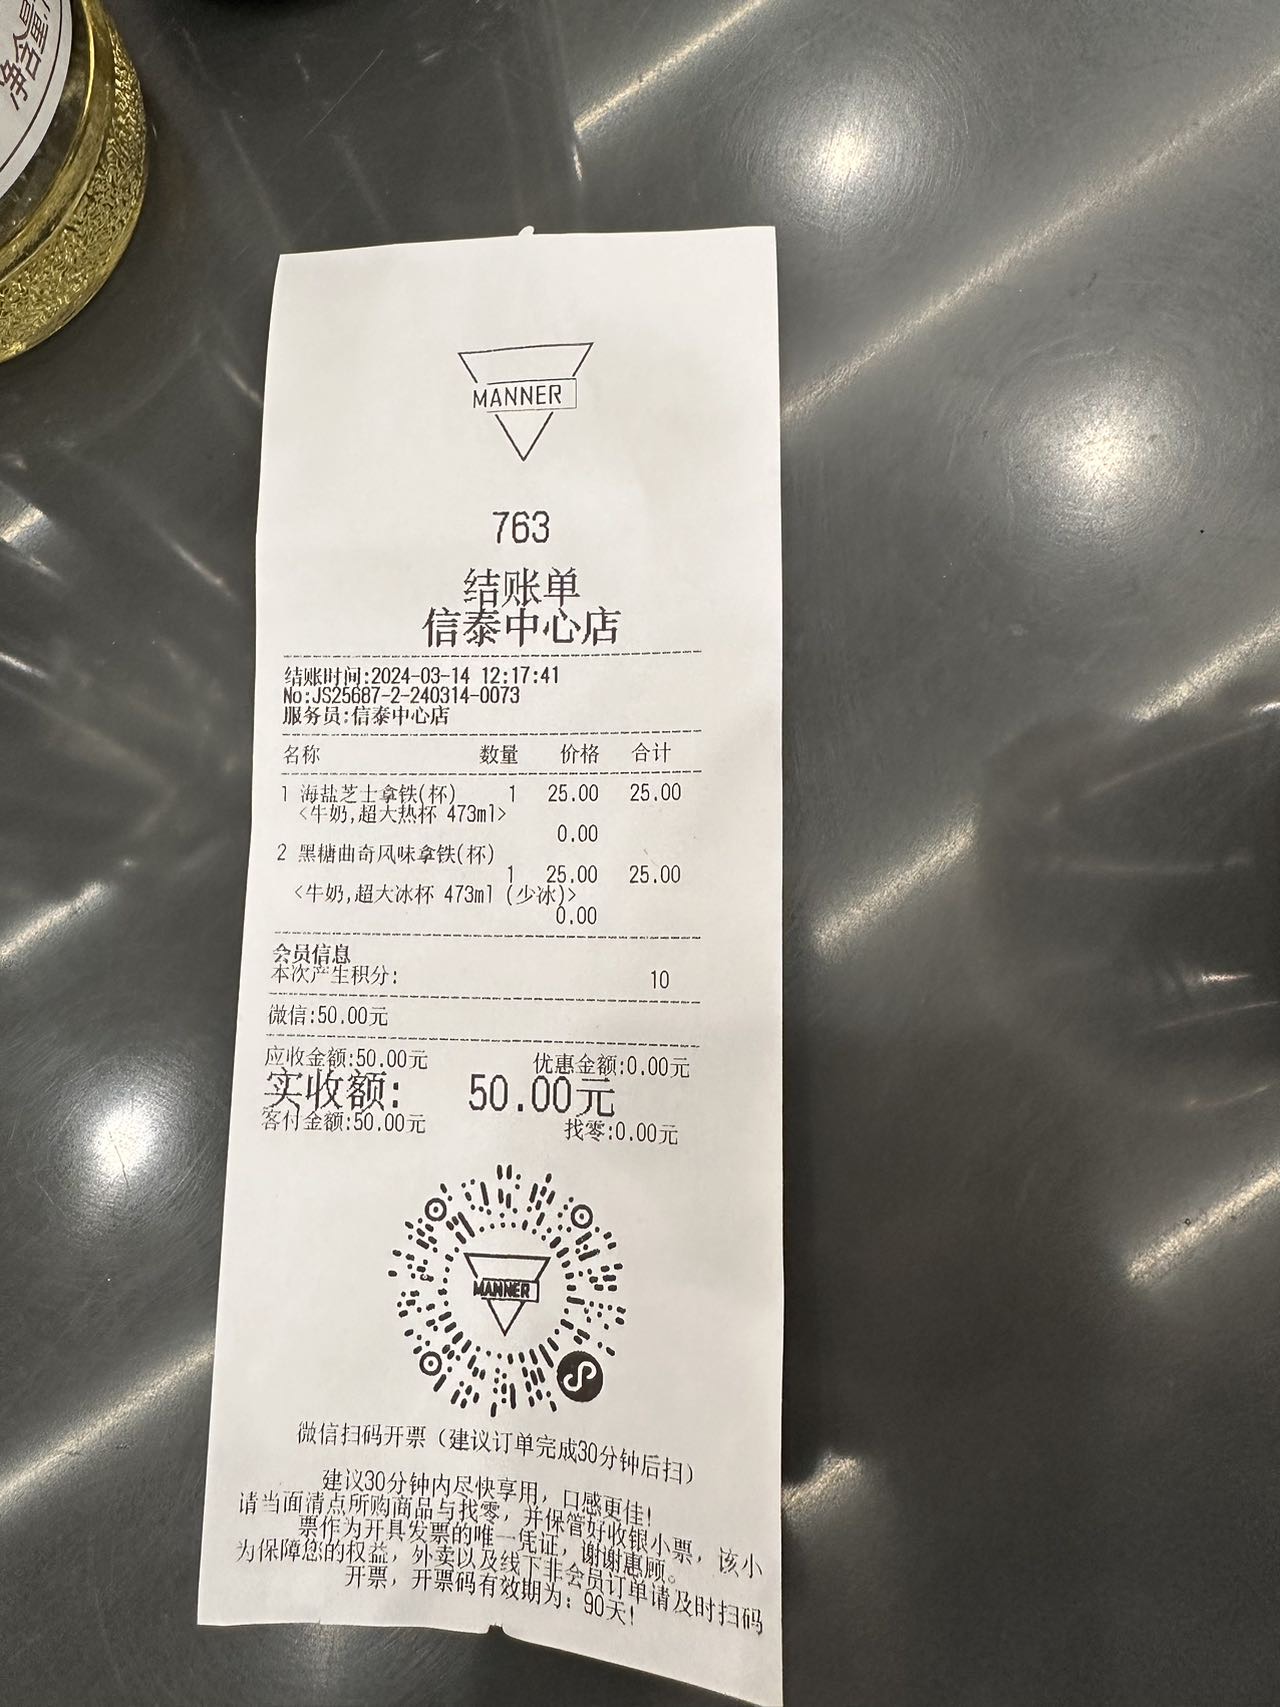 净含量
MANNER
763
结账单
信泰中心店
结账时间:2024-03-14 12:17:41
No:JS25687-2-240314-0073
服务员:信泰中心店
名称 数量 价格 合计
1 海盐芝士拿铁(杯) 1 25.00 25.00
<牛奶,超大热杯 473ml>
0.00
2 黑糖曲奇风味拿铁(杯)
1 25.00 25.00
<牛奶,超大冰杯 473ml (少冰)>
0.00
会员信息
本次产生积分: 10
微信:50.00元
应收金额:50.00元 优惠金额:0.00元
实收额: 50.00元
客付金额:50.00元 找零:0.00元
MANNER
微信扫码开票（建议订单完成30分钟后扫）
建议30分钟内尽快享用，口感更佳!
请当面清点所购商品与找零，并保管好收银小票，该小
票作为开具发票的唯一凭证，谢谢惠顾。
为保障您的权益，外卖以及线下非会员订单请及时扫码
开票，开票码有效期为：90天!